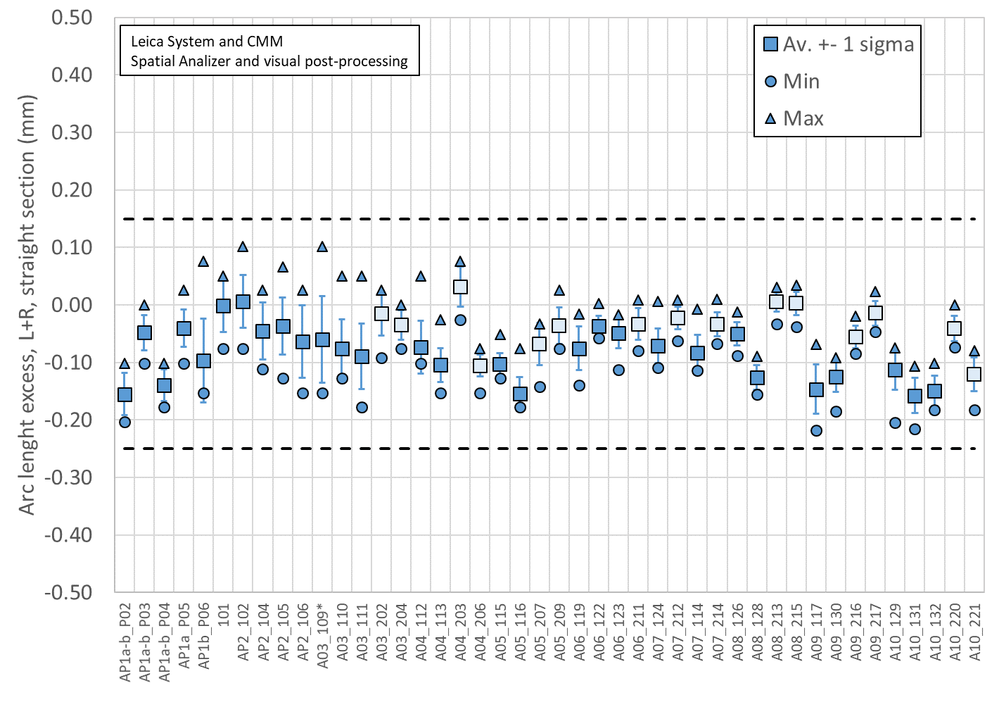 0.50
0.40
0.30
0.20
0.10
0.00
-0.10
-0.20
-0.30
-0.40
-0.50
Arc lenght excess, L+R, straight section (mm)
Leica System and CMM
Spatial Analizer and visual post-processing
Av. +- 1 sigma
Min
Max
AP1a-b_P02
AP1a-b_P03
AP1a-b_P04
AP1a_P05
AP1b_P06
101
AP2_102
AP2_104
AP2_105
AP2_106
A03_109*
A03_110
A03_111
A03_202
A03_204
A04_112
A04_113
A04_203
A04_206
A05_115
A05_116
A05_207
A05_209
A06_119
A06_122
A06_123
A06_211
A07_124
A07_212
A07_114
A07_214
A08_126
A08_128
A08_213
A08_215
A09_117
A09_130
A09_216
A09_217
A10_129
A10_131
A10_132
A10_220
A10_221